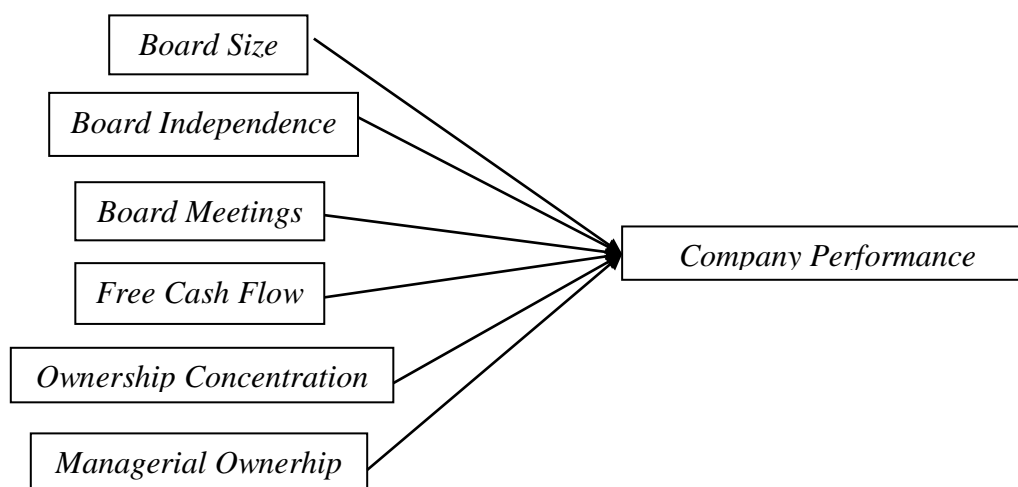 Board Size
Board Independence
Board Meetings
Company Performance
Free Cash Flow
Ownership Concentration
Managerial Ownerhip